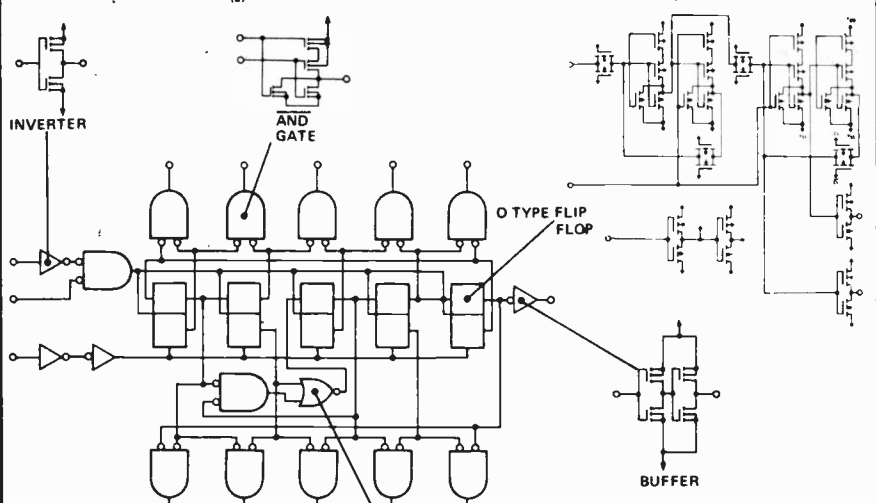 INVERTER
AND
GATE
O TYPE FLIP
FLOP
BUFFER